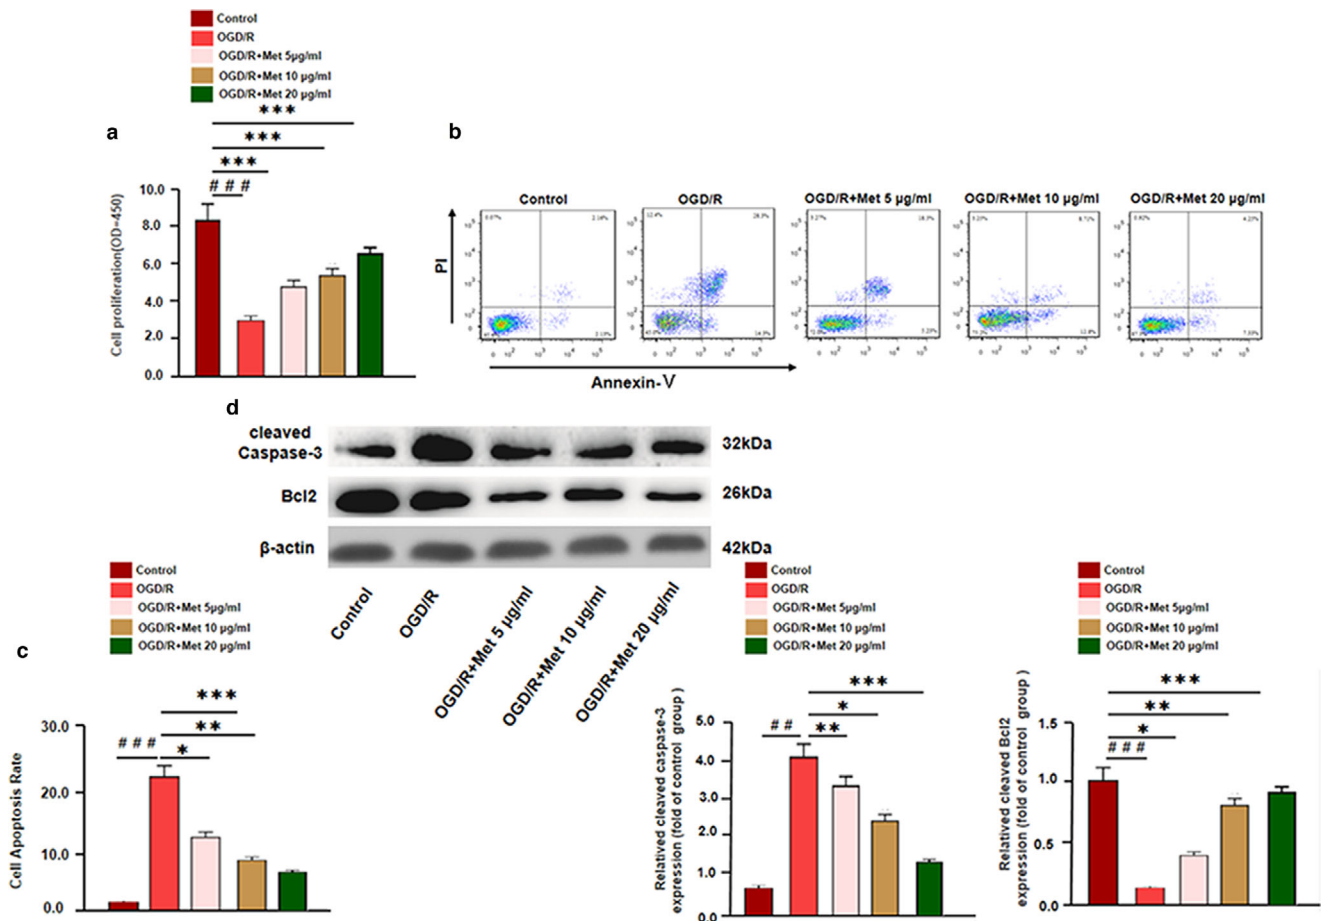 Control
OGD/R
OGD/R+Met 5μg/ml
OGD/R+Met 10 μg/ml
OGD/R+Met 20 μg/ml
a
***
***
***
# # #
Cell proliferation(OD=450)
10.0
8.0
6.0
4.0
2.0
0.0
b
Control
OGD/R
OGD/R+Met 5 μg/ml
OGD/R+Met 10 μg/ml
OGD/R+Met 20 μg/ml
PI
Annexin-V
d
cleaved
Caspase-3
32kDa
Bcl2
26kDa
β-actin
42kDa
Control
OGD/R
OGD/R+Met 5 μg/ml
OGD/R+Met 10 μg/ml
OGD/R+Met 20 μg/ml
c
Control
OGD/R
OGD/R+Met 5μg/ml
OGD/R+Met 10 μg/ml
OGD/R+Met 20 μg/ml
***
**
# # #
*
Cell Apoptosis Rate
30.0
20.0
10.0
0.0
Control
OGD/R
OGD/R+Met 5μg/ml
OGD/R+Met 10 μg/ml
OGD/R+Met 20 μg/ml
***
*
# #
**
Relatived cleaved caspase-3
expression (fold of control group )
5.0
4.0
3.0
2.0
1.0
0.0
Control
OGD/R
OGD/R+Met 5μg/ml
OGD/R+Met 10 μg/ml
OGD/R+Met 20 μg/ml
***
**
*
# # #
Relatived cleaved Bcl2
expression (fold of control group )
1.5
1.0
0.5
0.0